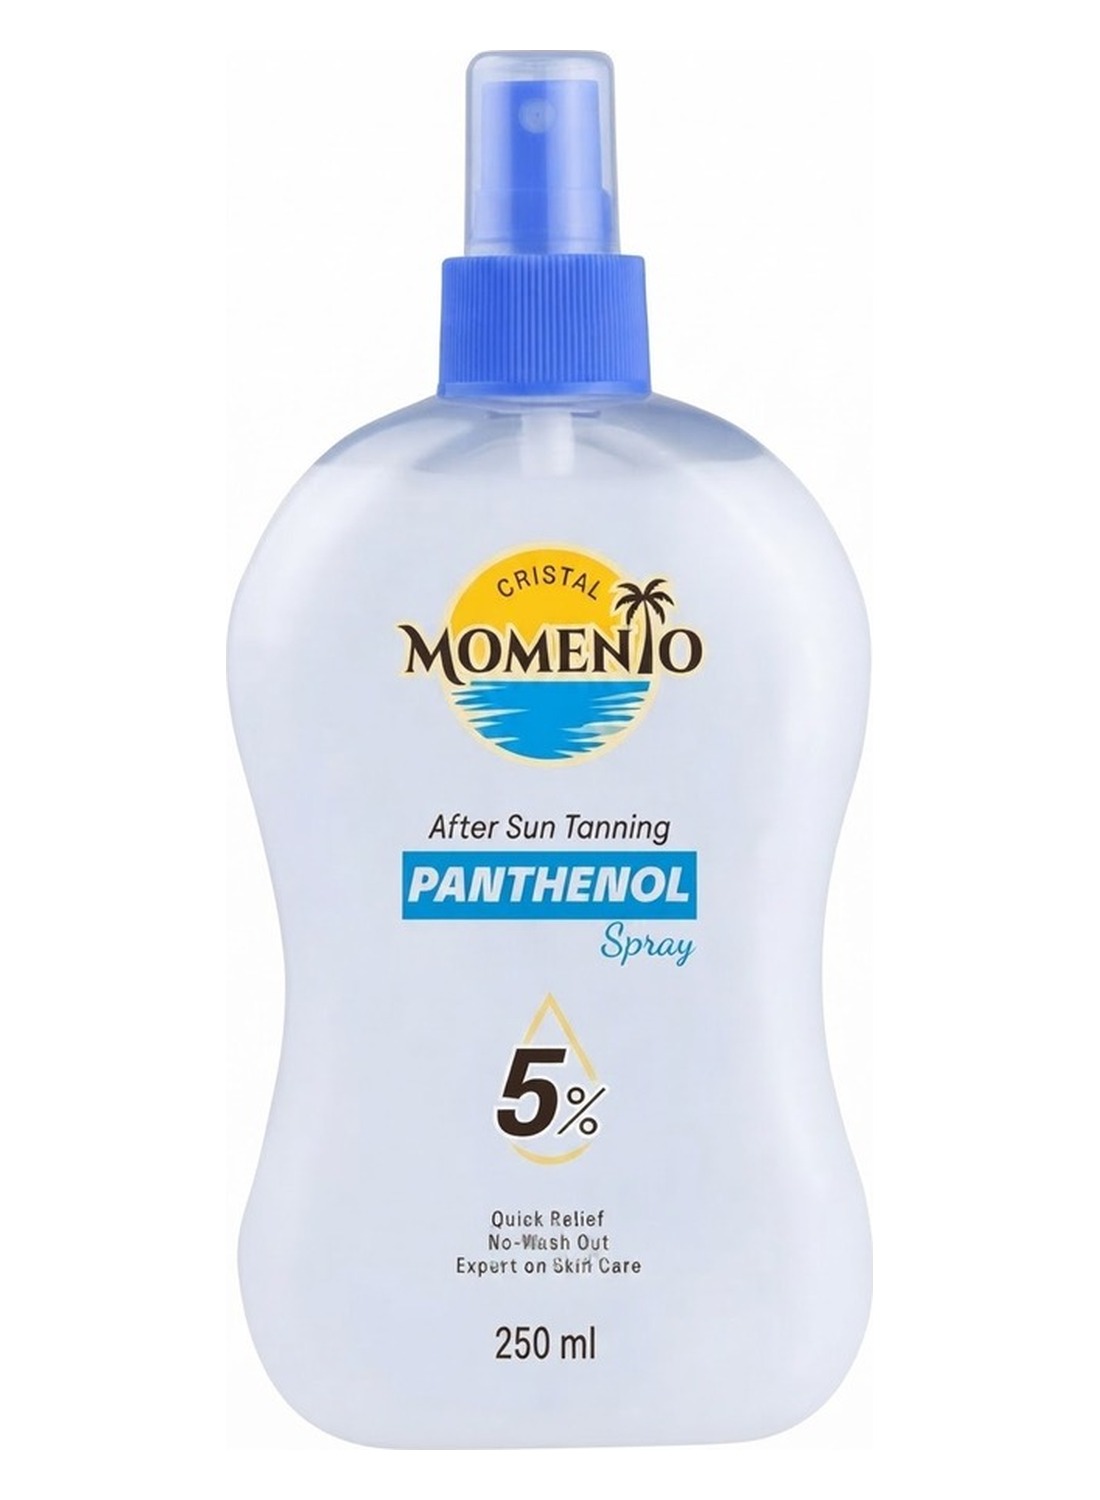 CRISTAL
MOMENTO
After Sun Tanning
PANTHENOL
Spray
5%
Quick Relief
No-Wash Out
Expert on Skin Care
250 ml